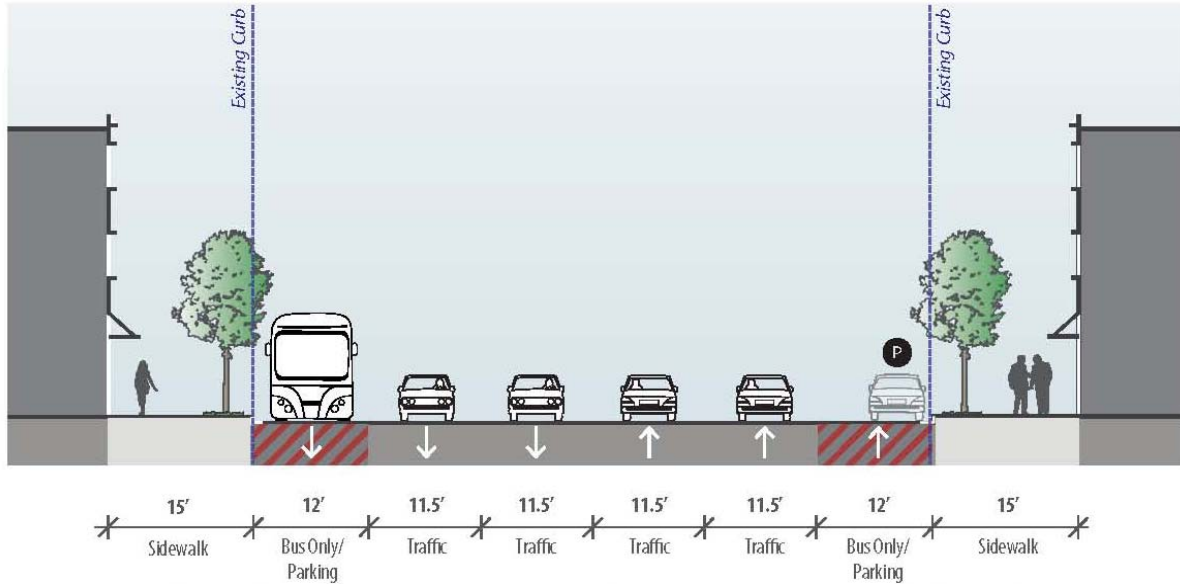 Existing Curb
Existing Curb
P
15’ 12’ 11.5’ 11.5’ 11.5’ 11.5’ 12’ 15’
Sidewalk Bus Only/ Traffic Traffic Traffic Traffic Bus Only/ Sidewalk
Parking Parking